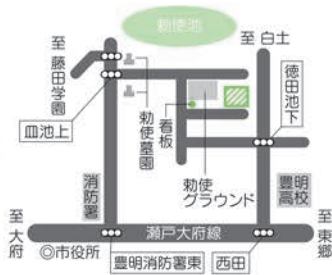 勅使池
至 白土
至 藤田学園
皿池上
勅使墓園
看板
徳田池下
勅使
グラウンド
消防署
豊明
高校
至 大府
瀬戸大府線
至 東郷
◎市役所
豊明消防署東
西田